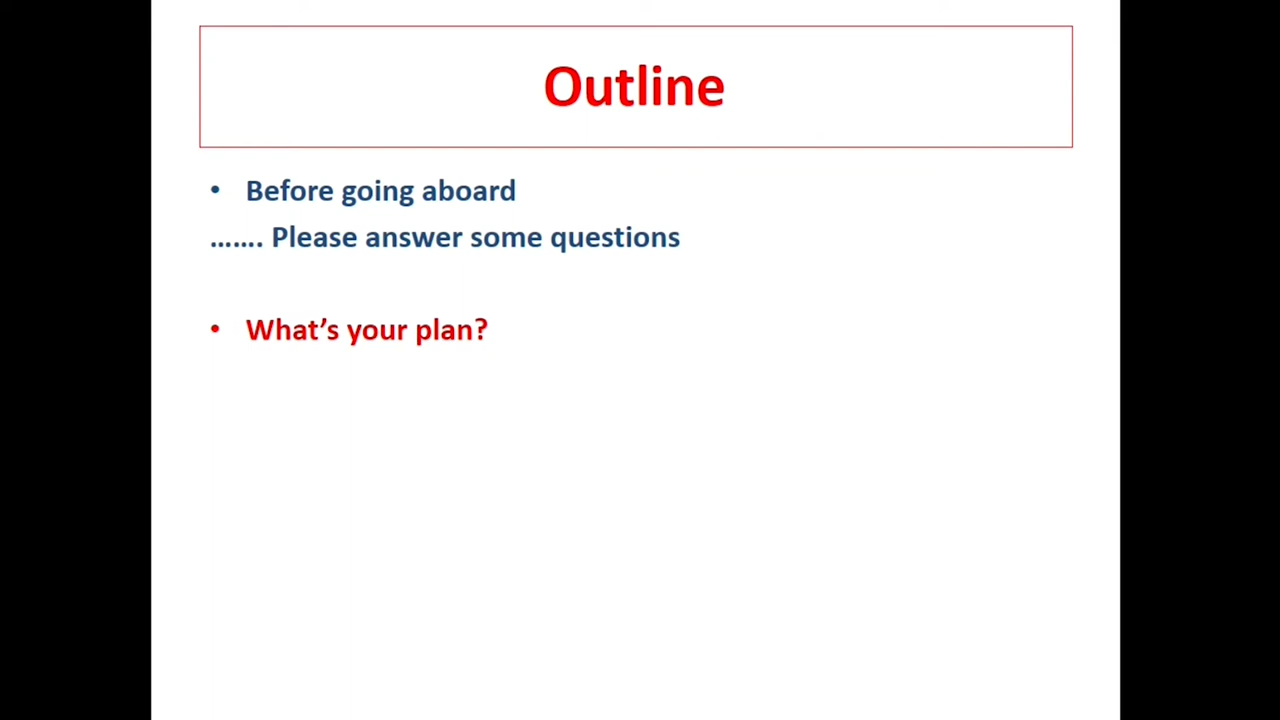 Outline
• Before going aboard
……. Please answer some questions
• What’s your plan?